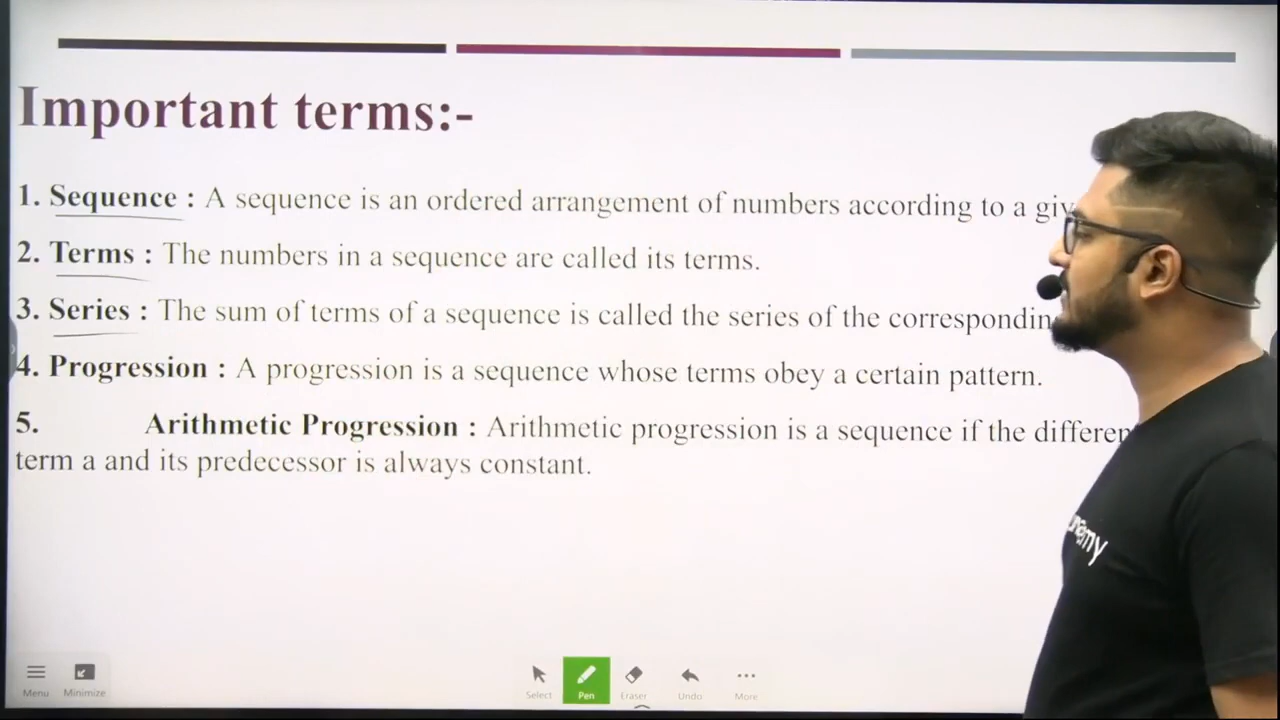 Important terms:-
1. Sequence : A sequence is an ordered arrangement of numbers according to a
2. Terms : The numbers in a sequence are called its terms.
3. Series : The sum of terms of a sequence is called the series of the
4. Progression : A progression is a sequence whose terms obey a certain pattern.
5. Arithmetic Progression : Arithmetic progression is a sequence if the
term a and its predecessor is always constant.
Menu
Minimize
Select
Pen
Eraser
Undo
More